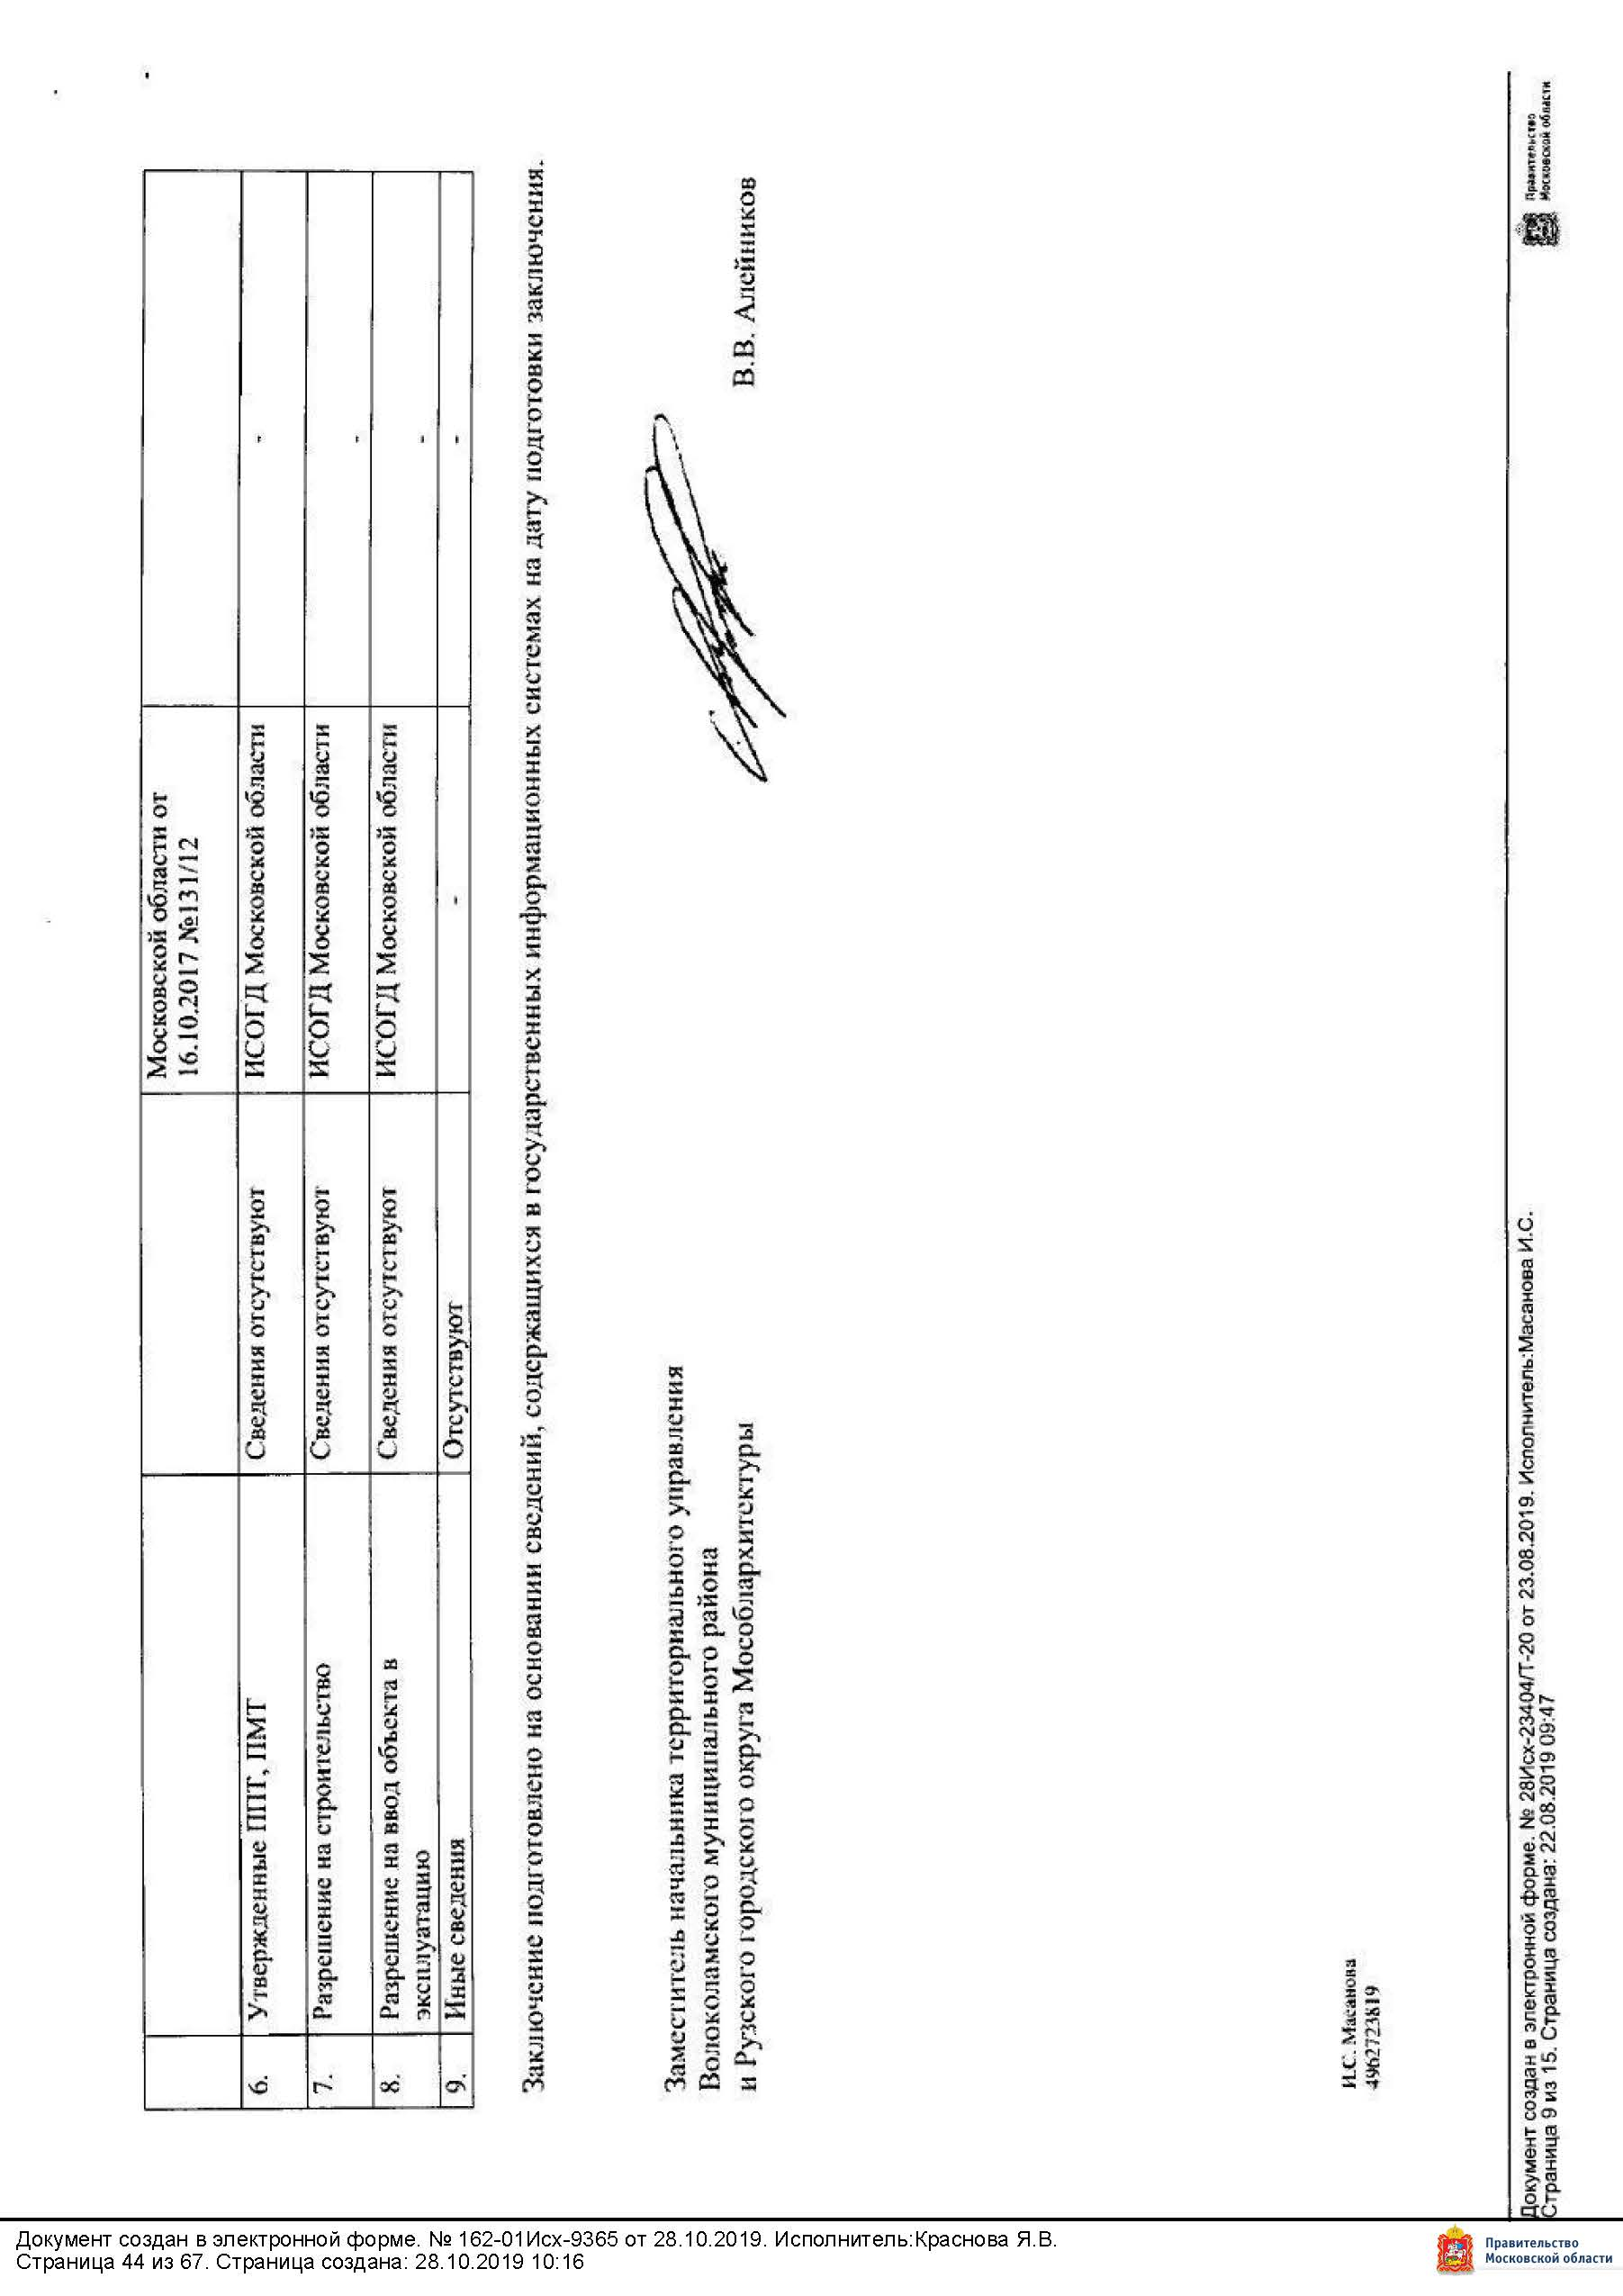 Московской области от
16.10.2017 №131/12
6. Утвержденные ППТ, ПМТ Сведения отсутствуют ИСОГД Московской области -
7. Разрешение на строительство Сведения отсутствуют ИСОГД Московской области -
8. Разрешение на ввод объекта в Сведения отсутствуют ИСОГД Московской области -
эксплуатацию
9. Иные сведения Отсутствуют - -
Заключение подготовлено на основании сведений, содержащихся в государственных информационных системах на дату подготовки заключения.
Заместитель начальника территориального управления
Волоколамского муниципального района
и Рузского городского округа Мособлархитектуры В.В. Алейников
И.С. Масанова
4962723819
Документ создан в электронной форме. № 28Исх-23404/Т-20 от 23.08.2019. Исполнитель:Масанова И.С.
Страница 9 из 15. Страница создана: 22.08.2019 09:47
Правительство
Московской области
Документ создан в электронной форме. № 162-01Исх-9365 от 28.10.2019. Исполнитель:Краснова Я.В.
Страница 44 из 67. Страница создана: 28.10.2019 10:16
Правительство
Московской области